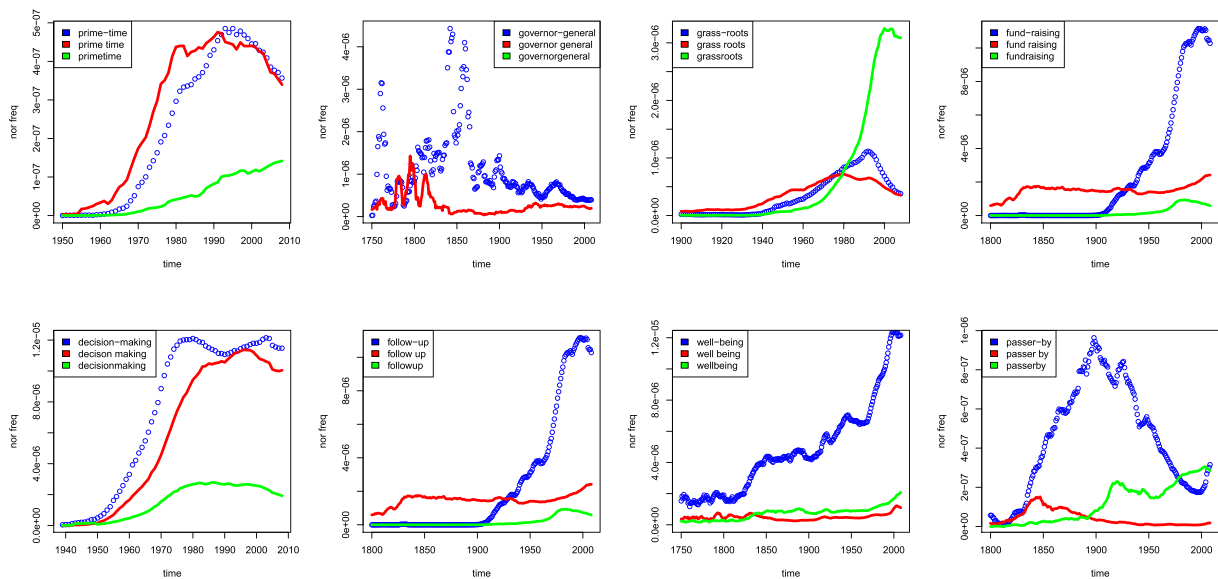 prime−time
prime time
primetime
nor freq
5e−07
4e−07
3e−07
2e−07
1e−07
0e+00
1950 1960 1970 1980 1990 2000 2010
time
governor−general
governor general
governorgeneral
nor freq
4e−06
3e−06
2e−06
1e−06
0e+00
1750 1800 1850 1900 1950 2000
time
grass−roots
grass roots
grassroots
nor freq
3.0e−06
2.0e−06
1.0e−06
0.0e+00
1900 1920 1940 1960 1980 2000
time
fund−raising
fund raising
fundraising
nor freq
8e−06
4e−06
0e+00
1800 1850 1900 1950 2000
time
decision−making
decison making
decisionmaking
nor freq
1.2e−05
8.0e−06
4.0e−06
0.0e+00
1940 1950 1960 1970 1980 1990 2000 2010
time
follow−up
follow up
followup
nor freq
8e−06
4e−06
0e+00
1800 1850 1900 1950 2000
time
well−being
well being
wellbeing
nor freq
1.2e−05
8.0e−06
4.0e−06
0.0e+00
1750 1800 1850 1900 1950 2000
time
passer−by
passer by
passerby
nor freq
1e−06
8e−07
6e−07
4e−07
2e−07
0e+00
1800 1850 1900 1950 2000
time